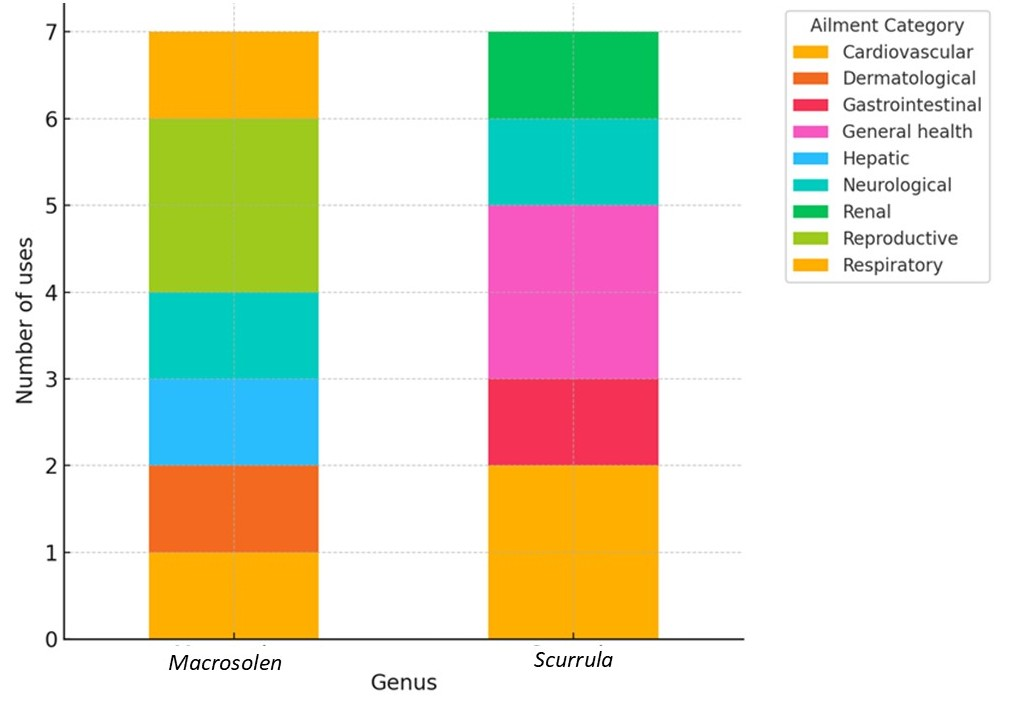 7
6
5
4
3
2
1
0
Number of uses
Macrosolen
Scurrula
Genus
Ailment Category
Cardiovascular
Dermatological
Gastrointestinal
General health
Hepatic
Neurological
Renal
Reproductive
Respiratory